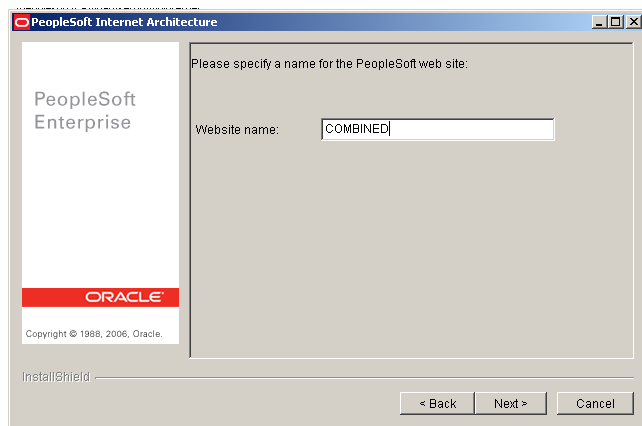 PeopleSoft Internet Architecture
PeopleSoft
Enterprise
ORACLE
Copyright © 1988, 2006, Oracle.
Please specify a name for the PeopleSoft web site:
Website name: COMBINED
InstallShield
< Back Next > Cancel